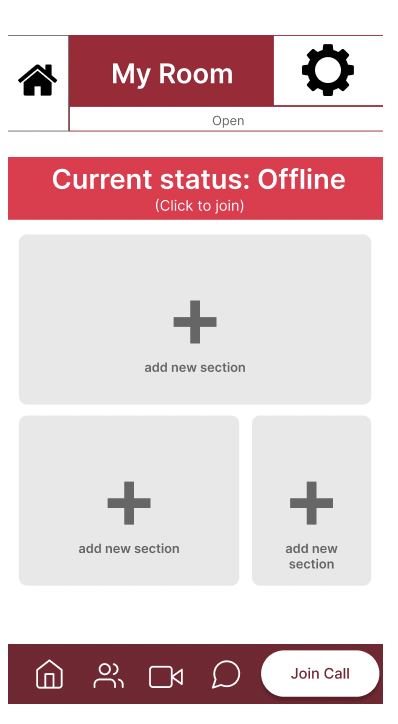 My Room
Open
Current status: Offline
(Click to join)
add new section
add new section
add new
section
Join Call